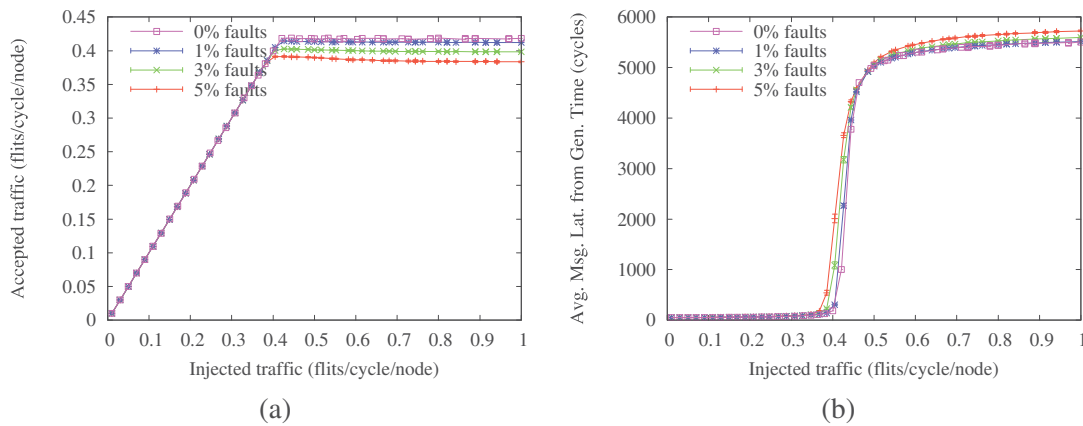 0.45
0.4
0.35
0.3
0.25
0.2
0.15
0.1
0.05
0
Accepted traffic (flits/cycle/node)
0% faults
1% faults
3% faults
5% faults
0 0.1 0.2 0.3 0.4 0.5 0.6 0.7 0.8 0.9 1
Injected traffic (flits/cycle/node)
(a)
6000
5000
4000
3000
2000
1000
0
Avg. Msg. Lat. from Gen. Time (cycles)
0% faults
1% faults
3% faults
5% faults
0 0.1 0.2 0.3 0.4 0.5 0.6 0.7 0.8 0.9 1
Injected traffic (flits/cycle/node)
(b)